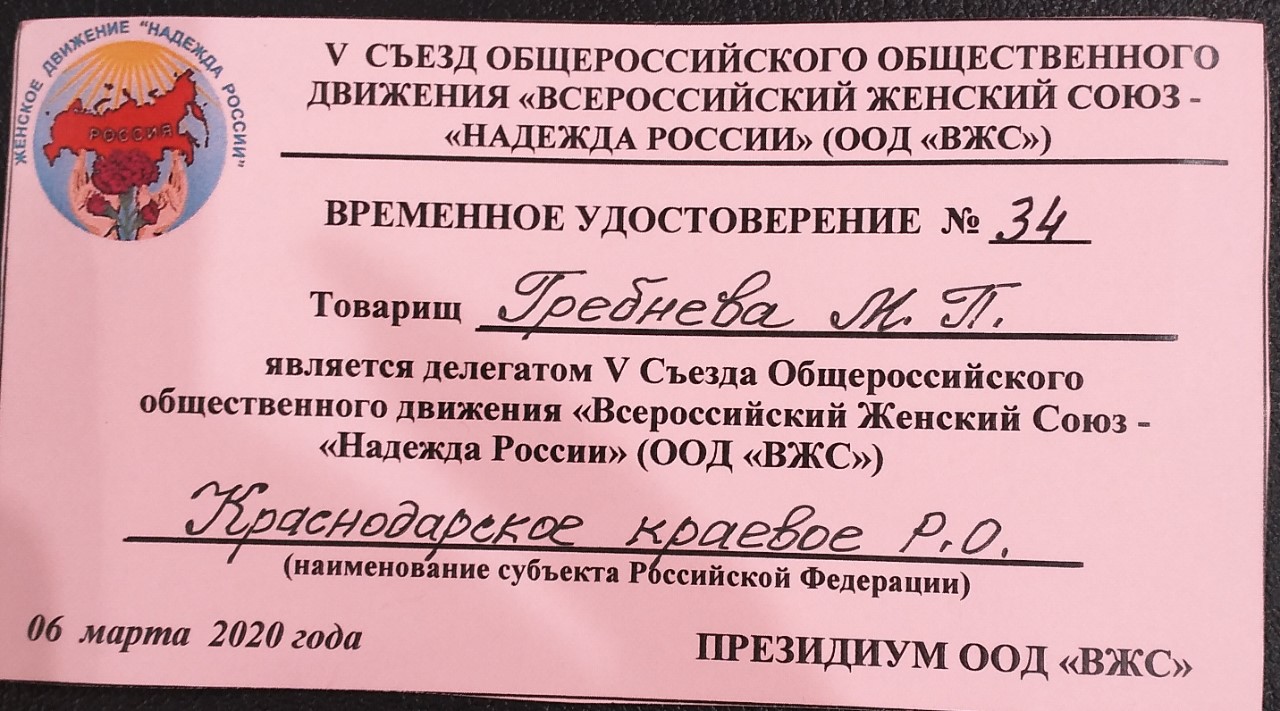 ЖЕНСКОЕ ДВИЖЕНИЕ "НАДЕЖДА РОССИИ"
РОССИЯ
V СЪЕЗД ОБЩЕРОССИЙСКОГО ОБЩЕСТВЕННОГО
ДВИЖЕНИЯ «ВСЕРОССИЙСКИЙ ЖЕНСКИЙ СОЮЗ -
«НАДЕЖДА РОССИИ» (ООД «ВЖС»)
ВРЕМЕННОЕ УДОСТОВЕРЕНИЕ № 34
Товарищ Гребнева М. П.
является делегатом V Съезда Общероссийского
общественного движения «Всероссийский Женский Союз -
«Надежда России» (ООД «ВЖС»)
Краснодарское краевое Р.О.
(наименование субъекта Российской Федерации)
06 марта 2020 года
ПРЕЗИДИУМ ООД «ВЖС»